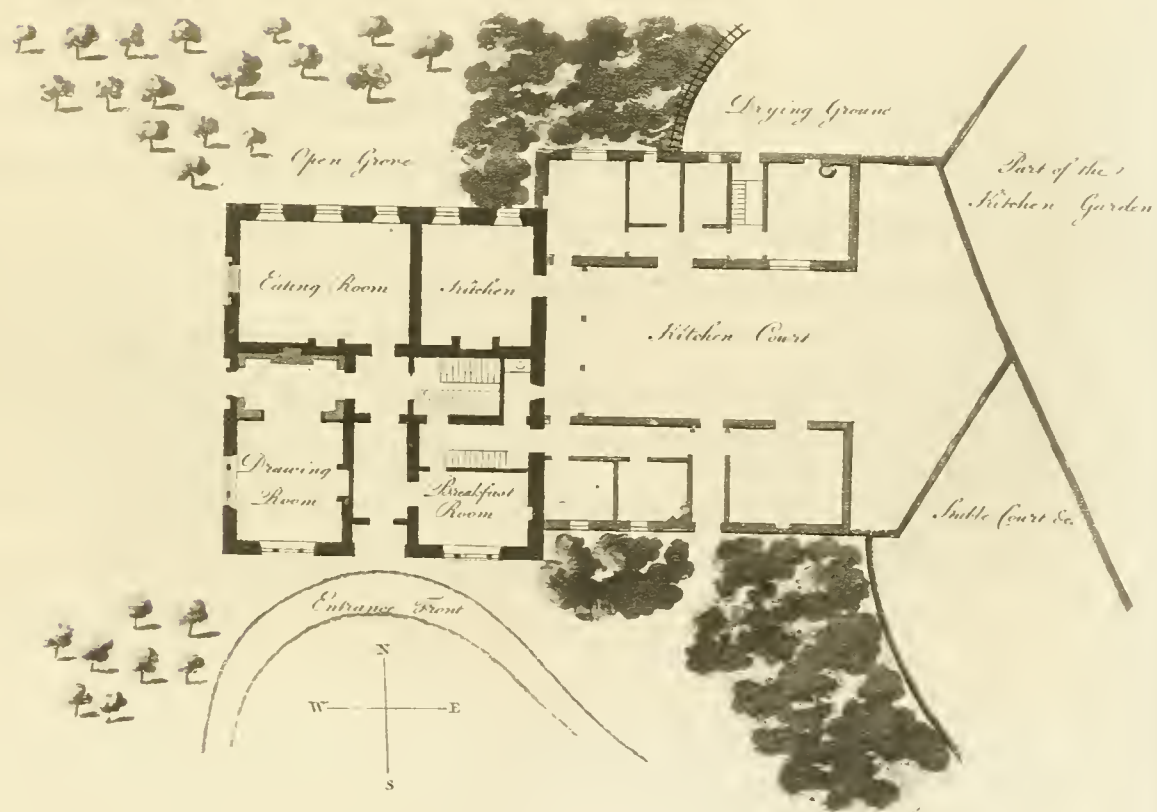 Drying Ground
Open Grove
Part of the
Kitchen Garden
Eating Room
Kitchen
Kitchen Court
Drawing
Room
Breakfast
Room
Stable Court &c.
Entrance Front
N
W E
S